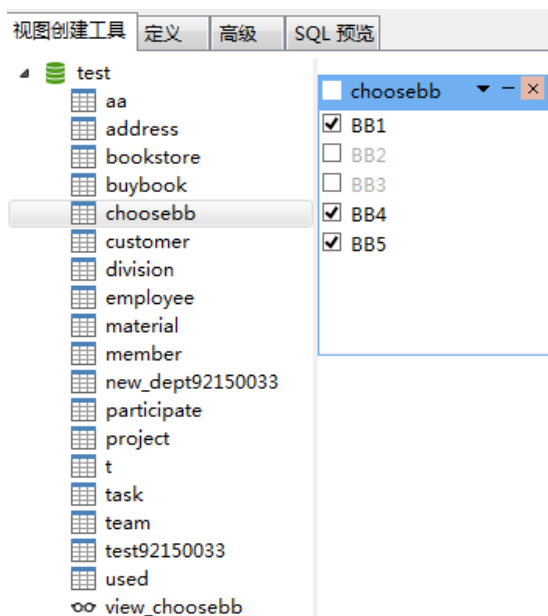 视图创建工具 定义 高级 SQL 预览
test
aa
address
bookstore
buybook
choosebb
customer
division
employee
material
member
new_dept92150033
participate
project
t
task
team
test92150033
used
view_choosebb
choosebb
BB1
BB2
BB3
BB4
BB5